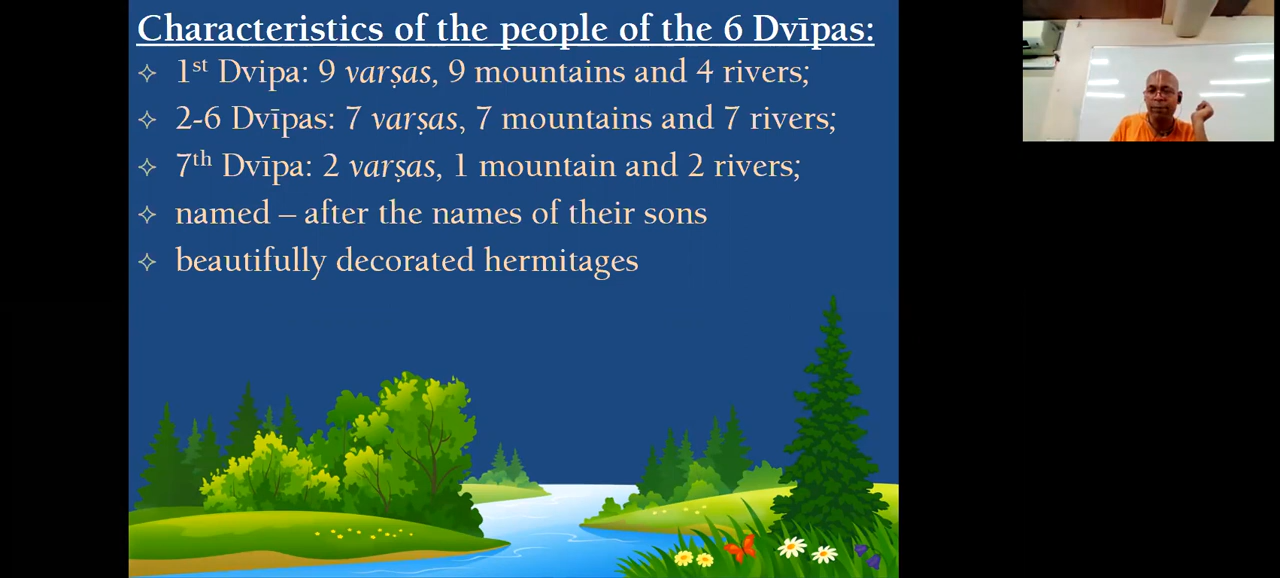 Characteristics of the people of the 6 Dvīpas:
✧ 1st Dvipa: 9 varṣas, 9 mountains and 4 rivers;
✧ 2-6 Dvīpas: 7 varṣas, 7 mountains and 7 rivers;
✧ 7th Dvīpa: 2 varṣas, 1 mountain and 2 rivers;
✧ named – after the names of their sons
✧ beautifully decorated hermitages